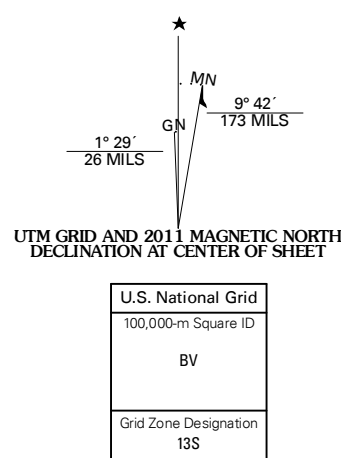 ★
MN
9° 42´
173 MILS
GN
1° 29´
26 MILS
UTM GRID AND 2011 MAGNETIC NORTH
DECLINATION AT CENTER OF SHEET
U.S. National Grid
100,000-m Square ID
BV
Grid Zone Designation
13S